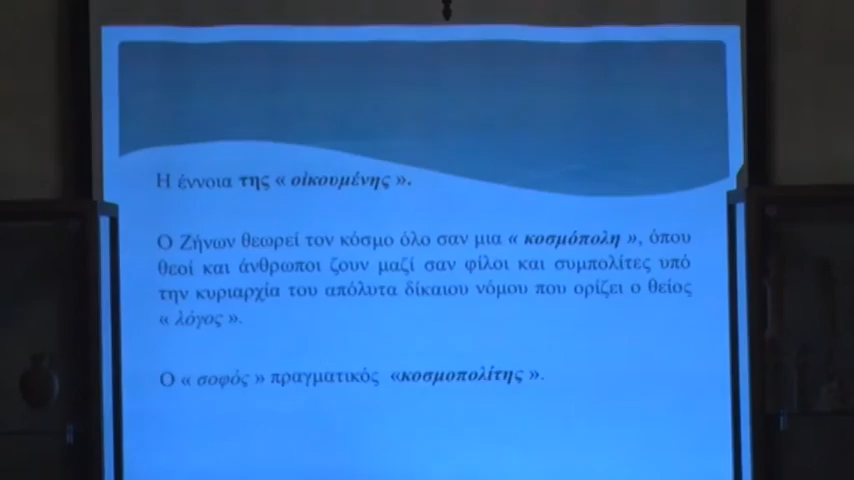 Η έννοια της « οἰκουμένης ».
Ο Ζήνων θεωρεί τον κόσμο όλο σαν μια « κοσμόπολη », όπου
θεοί και άνθρωποι ζουν μαζί σαν φίλοι και συμπολίτες υπό
την κυριαρχία του απόλυτα δίκαιου νόμου που ορίζει ο θείος
« λόγος ».
Ο « σοφός » πραγματικός «κοσμοπολίτης ».